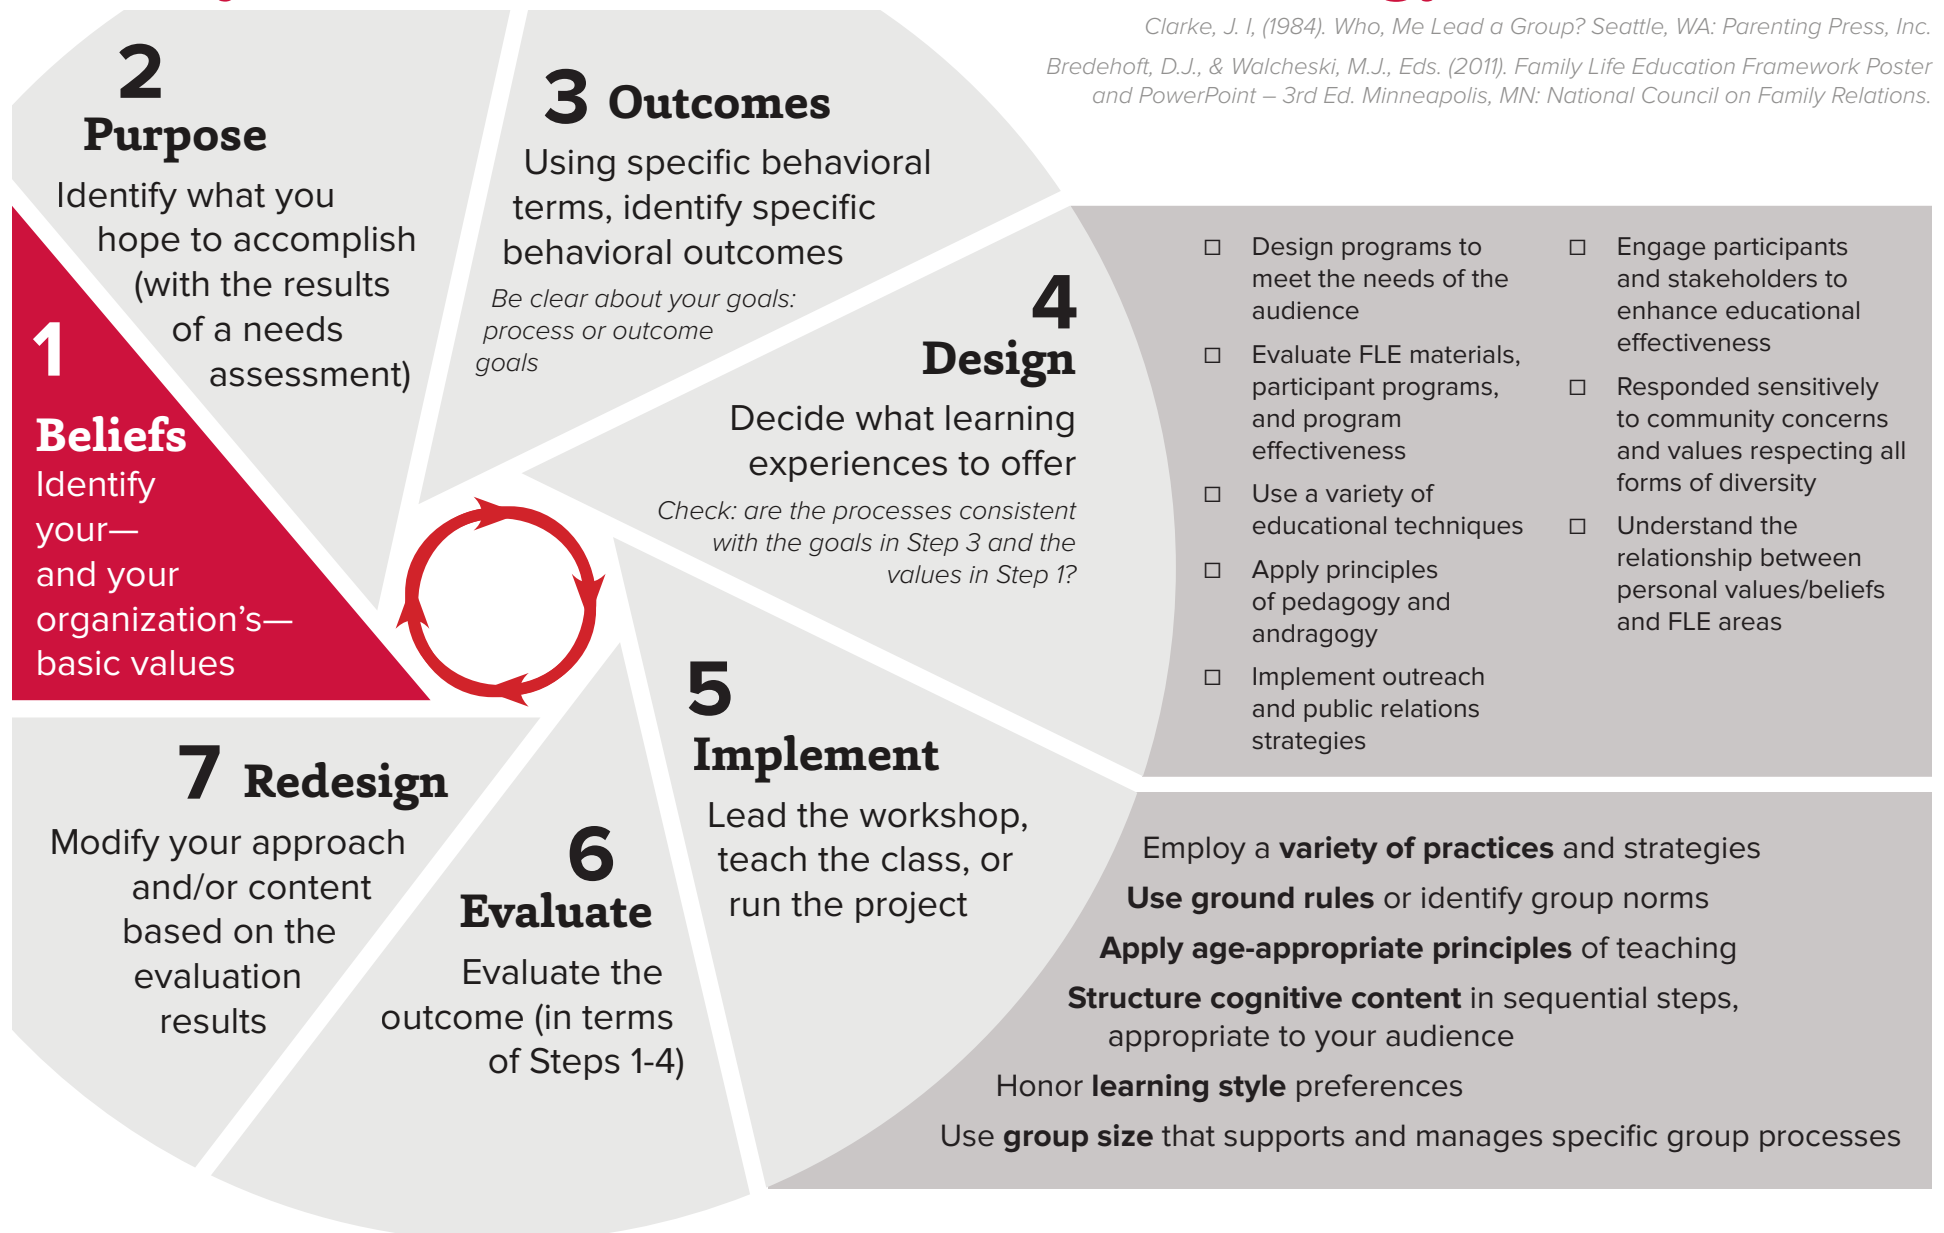 Clarke, J. I, (1984). Who, Me Lead a Group? Seattle, WA: Parenting Press, Inc.
Bredehoft, D.J., & Walcheski, M.J., Eds. (2011). Family Life Education Framework Poster
and PowerPoint – 3rd Ed. Minneapolis, MN: National Council on Family Relations.
1
Beliefs
Identify
your—
and your
organization's—
basic values
2
Purpose
Identify what you
hope to accomplish
(with the results
of a needs
assessment)
3 Outcomes
Using specific behavioral
terms, identify specific
behavioral outcomes
Be clear about your goals:
process or outcome
goals
4
Design
Decide what learning
experiences to offer
Check: are the processes consistent
with the goals in Step 3 and the
values in Step 1?
□ Design programs to
meet the needs of the
audience
□ Evaluate FLE materials,
participant programs,
and program
effectiveness
□ Use a variety of
educational techniques
□ Apply principles
of pedagogy and
andragogy
□ Implement outreach
and public relations
strategies
□ Engage participants
and stakeholders to
enhance educational
effectiveness
□ Responded sensitively
to community concerns
and values respecting all
forms of diversity
□ Understand the
relationship between
personal values/beliefs
and FLE areas
5
Implement
Lead the workshop,
teach the class, or
run the project
Employ a variety of practices and strategies
Use ground rules or identify group norms
Apply age-appropriate principles of teaching
Structure cognitive content in sequential steps,
appropriate to your audience
Honor learning style preferences
Use group size that supports and manages specific group processes
6
Evaluate
Evaluate the
outcome (in terms
of Steps 1-4)
7 Redesign
Modify your approach
and/or content
based on the
evaluation
results